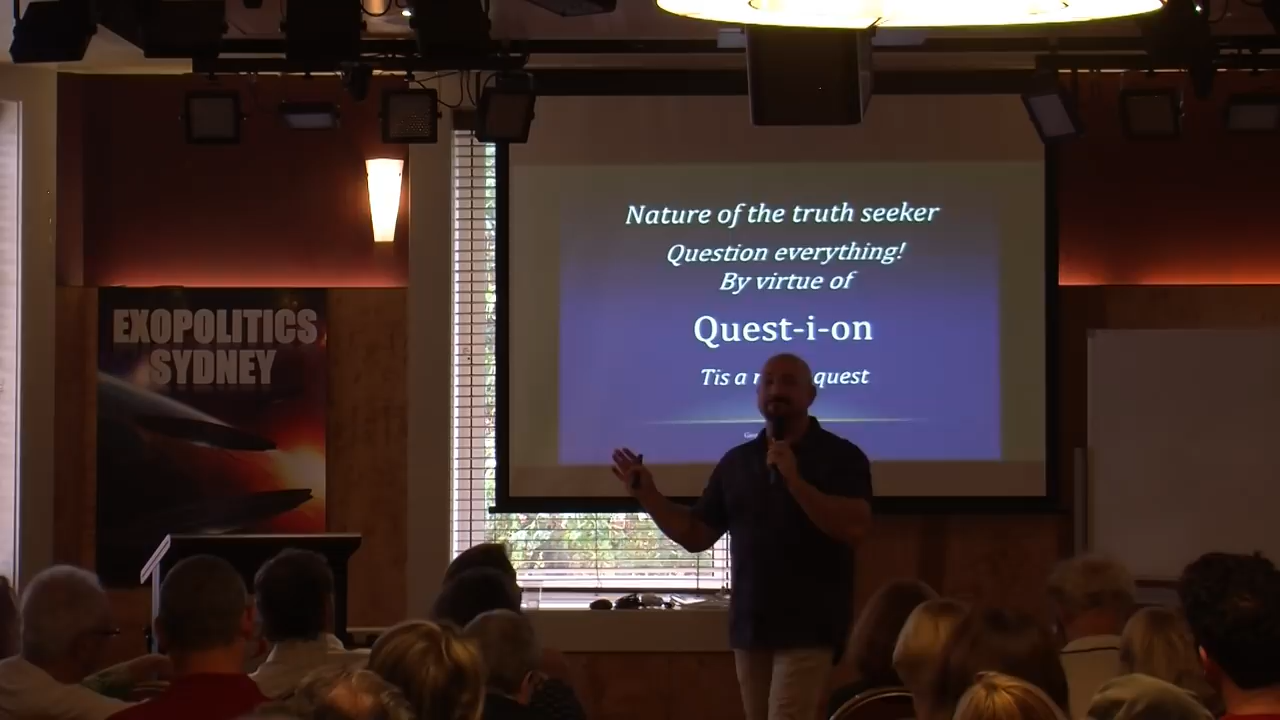 EXOPOLITICS
SYDNEY
Nature of the truth seeker
Question everything!
By virtue of
Quest-i-on
Tis a quest